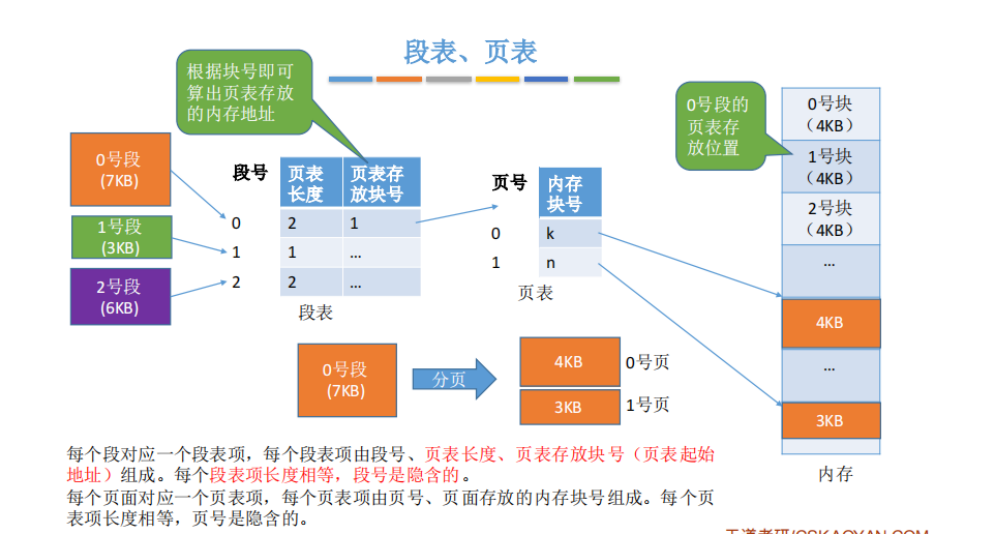 段表、页表
根据块号即可
算出页表存放
的内存地址
0号段
(7KB)
1号段
(3KB)
2号段
(6KB)
段号
页表
长度
页表存
放块号
0
2
1
1
1
...
2
2
...
段表
页号
内存
块号
0
k
1
n
页表
0号段的
页表存
放位置
0号块
（4KB）
1号块
（4KB）
2号块
（4KB）
...
4KB
...
3KB
内存
0号段
(7KB)
分页
4KB
0号页
3KB
1号页
每个段对应一个段表项，每个段表项由段号、页表长度、页表存放块号（页表起始
地址）组成。每个段表项长度相等，段号是隐含的。
每个页面对应一个页表项，每个页表项由页号、页面存放的内存块号组成。每个页
表项长度相等，页号是隐含的。